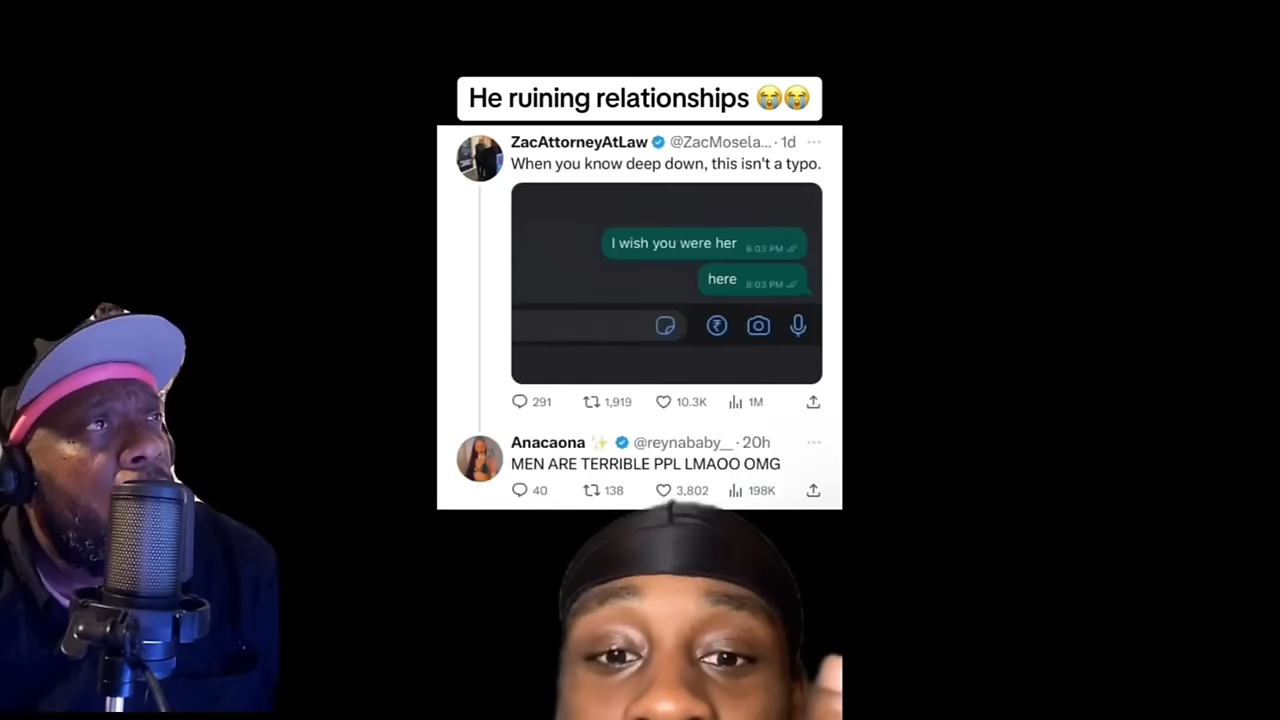 He ruining relationships 😭😭
ZacAttorneyAtLaw @ZacMosela... · 1d ...
When you know deep down, this isn't a typo.
I wish you were her 8:03 PM
here 8:03 PM
291 1,919 10.3K 1M
Anacaona ✨ @reynababy__ · 20h ...
MEN ARE TERRIBLE PPL LMAOO OMG
40 138 3,802 198K